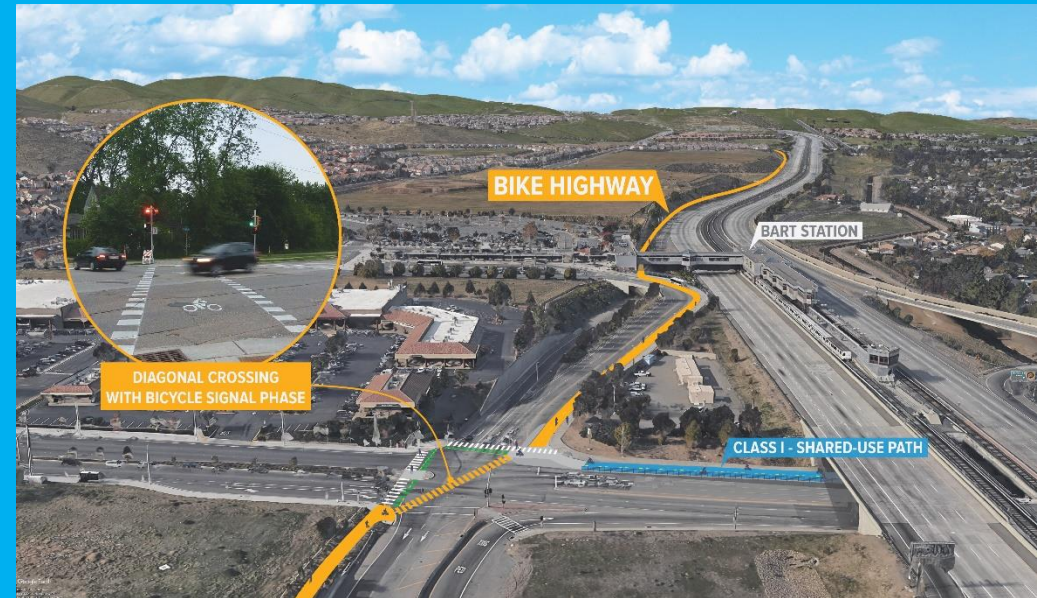 BIKE HIGHWAY
BART STATION
DIAGONAL CROSSING
WITH BICYCLE SIGNAL PHASE
CLASS I - SHARED-USE PATH